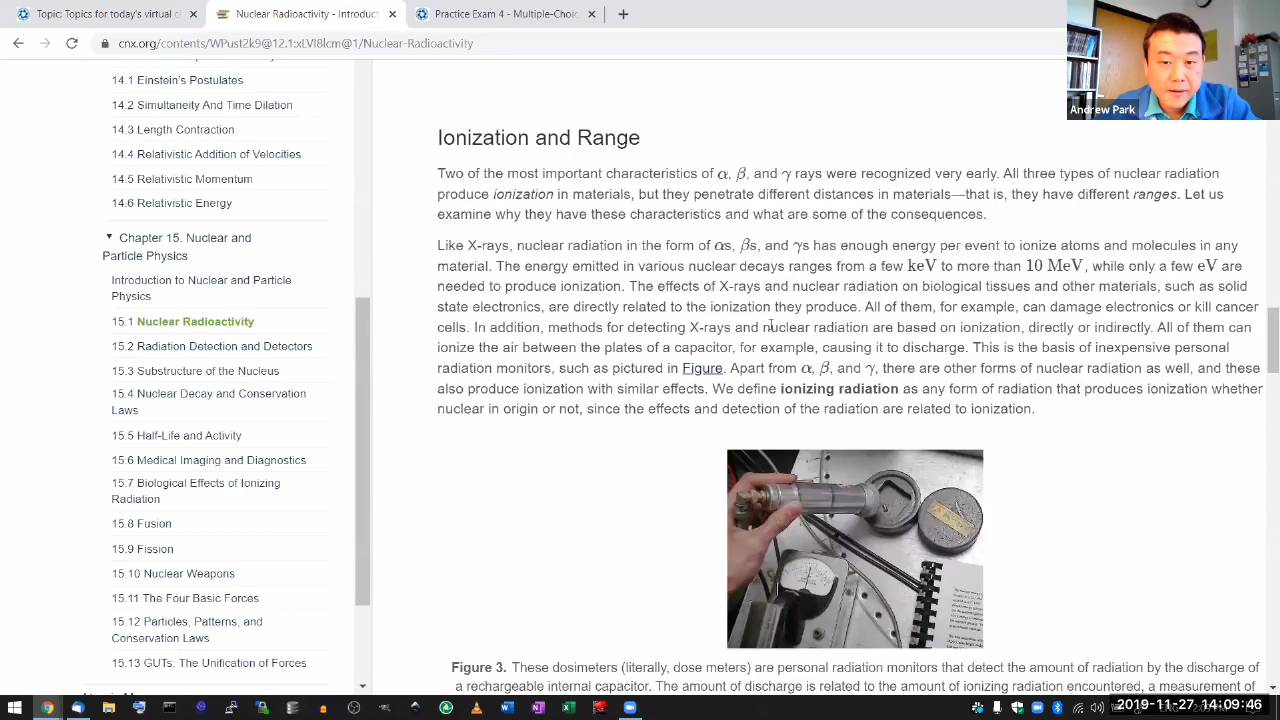 Topic: Topics for today's virtual c
Nuclear Radioactivity - Introduct
Practice Exam 4 - Multiple-Choic
cnx.org/contents/WPust2k9@12.1:xLVI8lcm@1/Nuclear-Radioactivity
Andrew Park
14.1 Einstein's Postulates
14.2 Simultaneity And Time Dilation
14.3 Length Contraction
14.4 Relativistic Addition of Velocities
14.5 Relativistic Momentum
14.6 Relativistic Energy
Chapter 15. Nuclear and
Particle Physics
Introduction to Nuclear and Particle
Physics
15.1 Nuclear Radioactivity
15.2 Radiation Detection and Detectors
15.3 Substructure of the Nucleus
15.4 Nuclear Decay and Conservation
Laws
15.5 Half-Life and Activity
15.6 Medical Imaging and Diagnostics
15.7 Biological Effects of Ionizing
Radiation
15.8 Fusion
15.9 Fission
15.10 Nuclear Weapons
15.11 The Four Basic Forces
15.12 Particles, Patterns, and
Conservation Laws
15.13 GUTs: The Unification of Forces
Ionization and Range
Two of the most important characteristics of α, β, and γ rays were recognized very early. All three types of nuclear radiation
produce ionization in materials, but they penetrate different distances in materials—that is, they have different ranges. Let us
examine why they have these characteristics and what are some of the consequences.
Like X-rays, nuclear radiation in the form of αs, βs, and γs has enough energy per event to ionize atoms and molecules in any
material. The energy emitted in various nuclear decays ranges from a few keV to more than 10 MeV, while only a few eV are
needed to produce ionization. The effects of X-rays and nuclear radiation on biological tissues and other materials, such as solid
state electronics, are directly related to the ionization they produce. All of them, for example, can damage electronics or kill cancer
cells. In addition, methods for detecting X-rays and nuclear radiation are based on ionization, directly or indirectly. All of them can
ionize the air between the plates of a capacitor, for example, causing it to discharge. This is the basis of inexpensive personal
radiation monitors, such as pictured in Figure. Apart from α, β, and γ, there are other forms of nuclear radiation as well, and these
also produce ionization with similar effects. We define ionizing radiation as any form of radiation that produces ionization whether
nuclear in origin or not, since the effects and detection of the radiation are related to ionization.
Figure 3. These dosimeters (literally, dose meters) are personal radiation monitors that detect the amount of radiation by the discharge of
a rechargeable internal capacitor. The amount of discharge is related to the amount of ionizing radiation encountered, a measurement of
2019-11-27 14:09:46